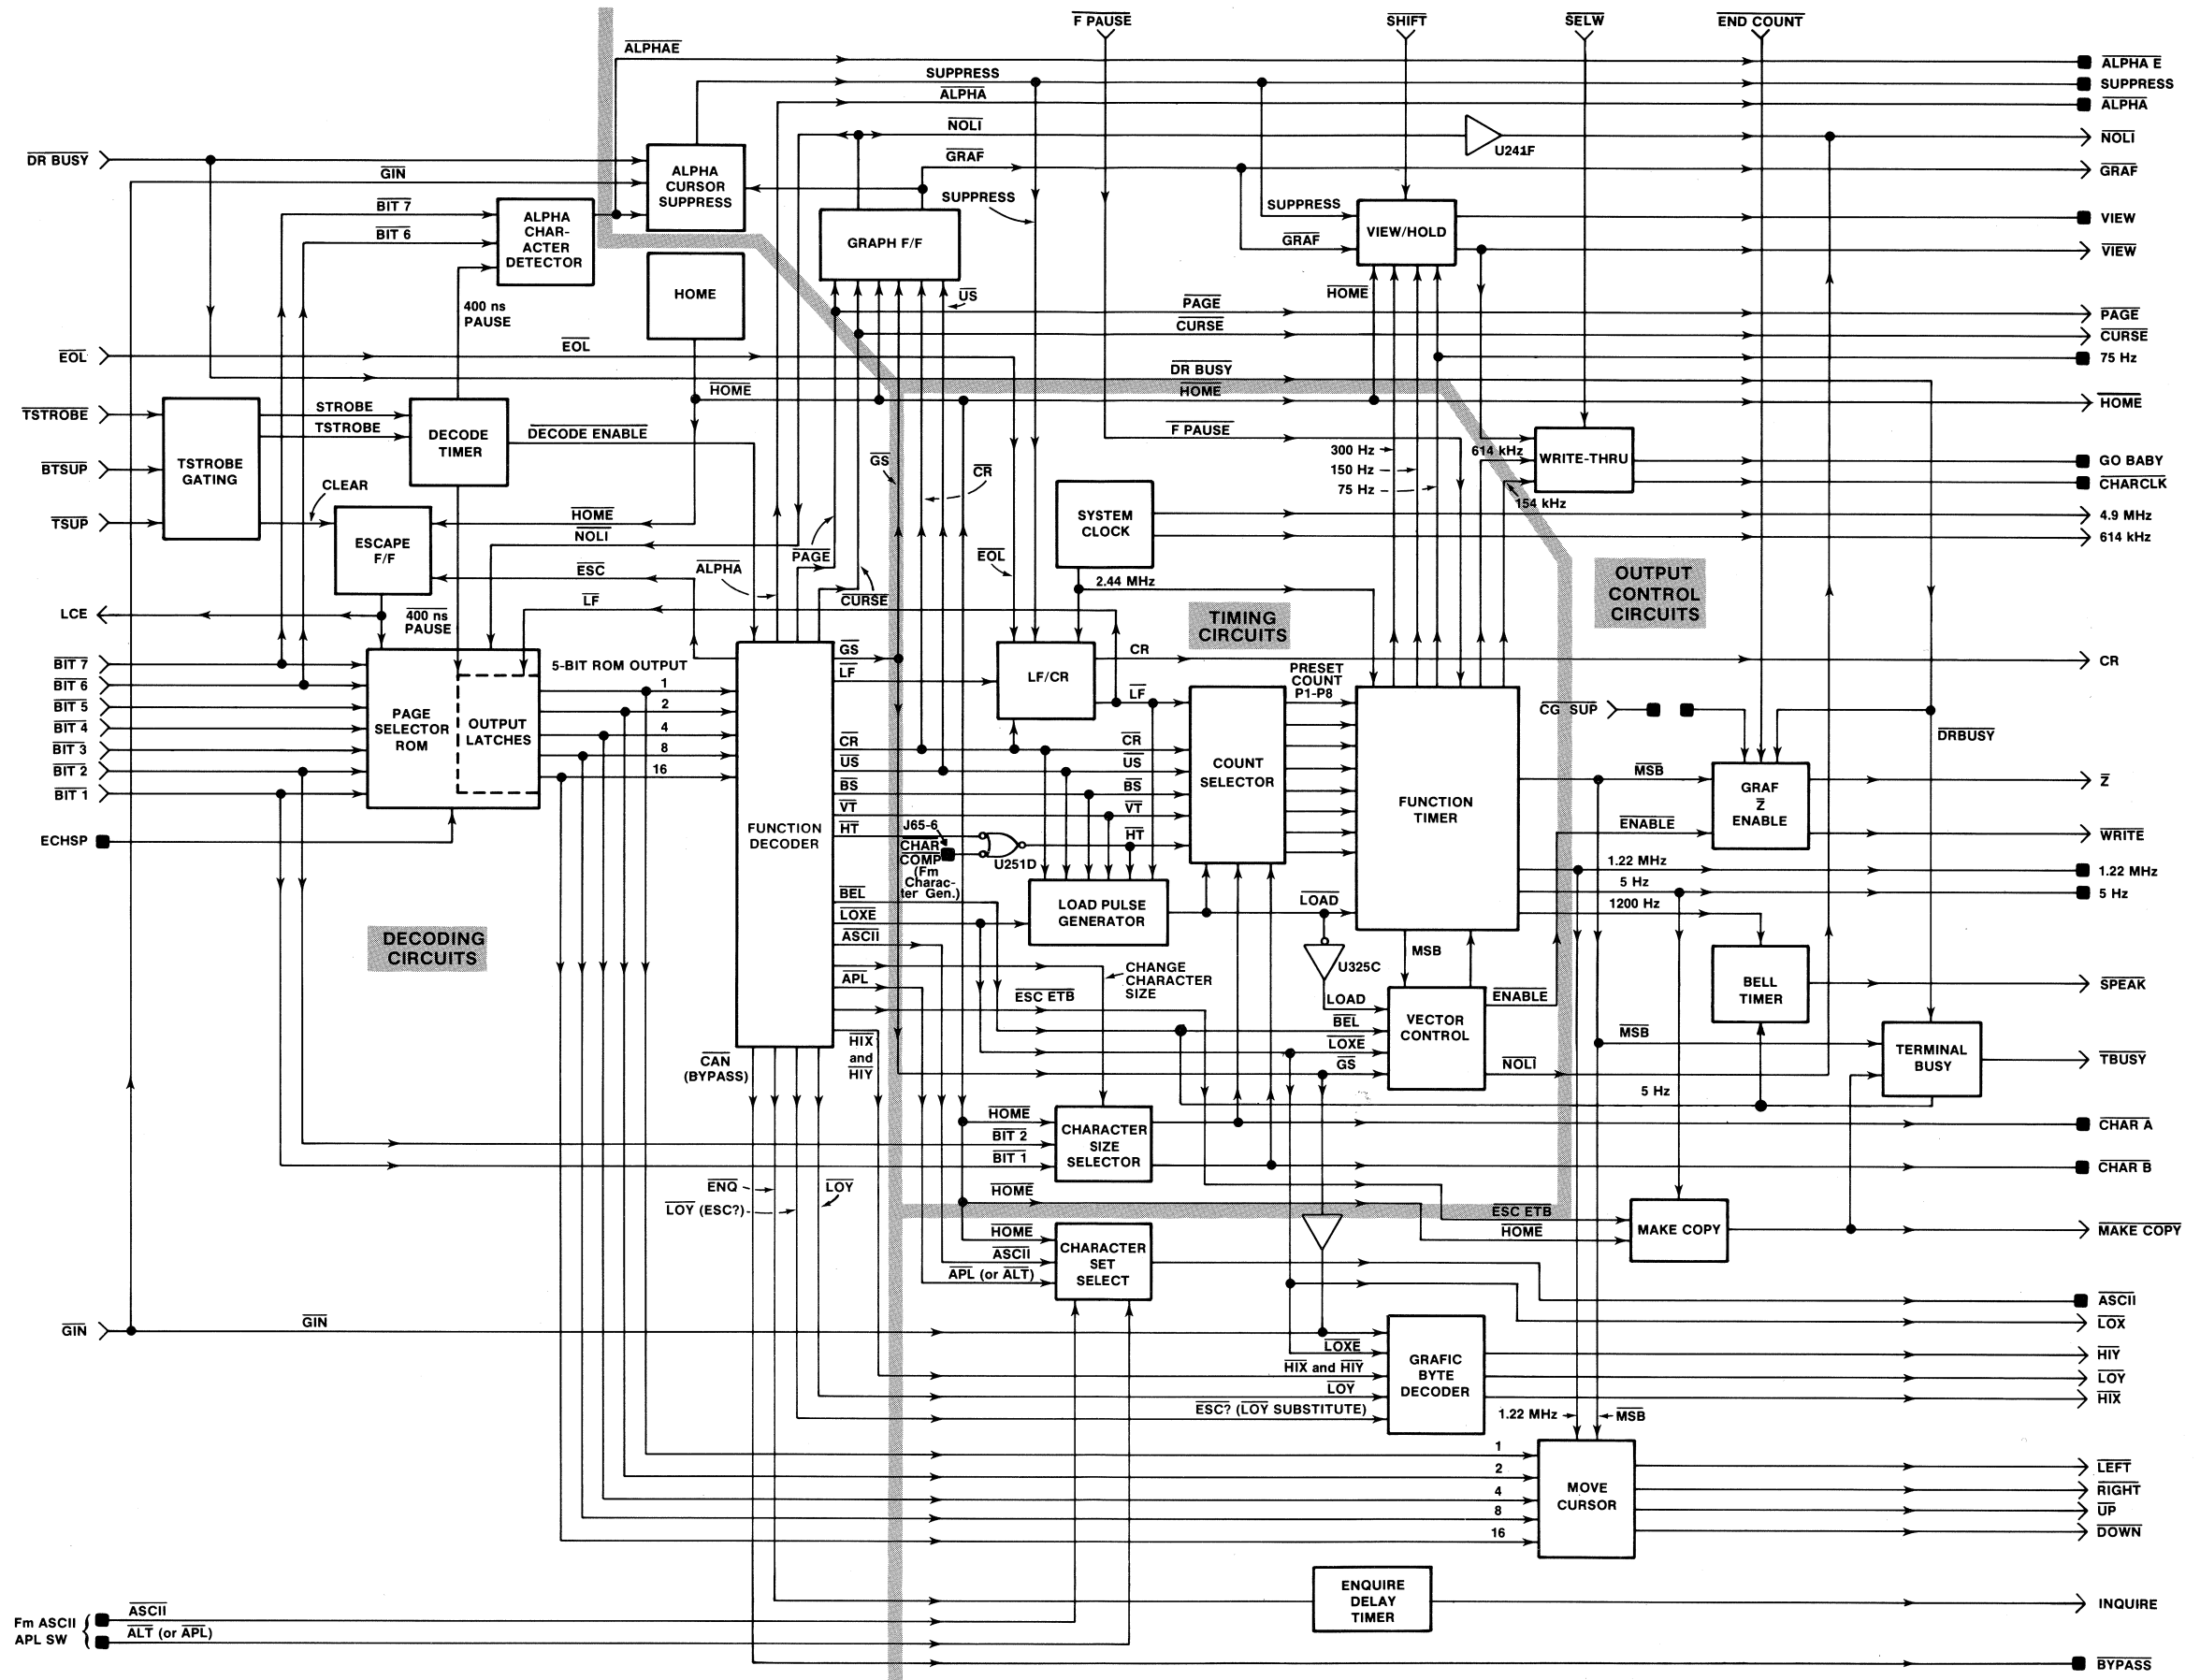 F PAUSE
SHIFT
SELW
END COUNT
ALPHAE
ALPHA E
SUPPRESS
SUPPRESS
ALPHA
ALPHA
NOLI
U241F
NOLI
DR BUSY
GIN
ALPHA
CURSOR
SUPPRESS
GRAF
GRAF
SUPPRESS
BIT 7
BIT 6
ALPHA
CHAR-
ACTER
DETECTOR
GRAPH F/F
SUPPRESS
GRAF
VIEW/HOLD
VIEW
VIEW
HOME
400 ns
PAUSE
US
HOME
PAGE
PAGE
CURSE
CURSE
EOL
EOL
75 Hz
DR BUSY
HOME
HOME
HOME
TSTROBE
BTSUP
TSUP
TSTROBE
GATING
STROBE
TSTROBE
CLEAR
DECODE
TIMER
DECODE ENABLE
F PAUSE
GS
CR
300 Hz
150 Hz
75 Hz
614 kHz
WRITE-THRU
154 kHz
GO BABY
CHARCLK
SYSTEM
CLOCK
4.9 MHz
614 kHz
ESCAPE
F/F
HOME
NOLI
ESC
LF
PAGE
ALPHA
CURSE
EOL
2.44 MHz
TIMING
CIRCUITS
OUTPUT
CONTROL
CIRCUITS
LCE
400 ns
PAUSE
BIT 7
BIT 6
BIT 5
BIT 4
BIT 3
BIT 2
BIT 1
ECHSP
PAGE
SELECTOR
ROM
OUTPUT
LATCHES
5-BIT ROM OUTPUT
1
2
4
8
16
FUNCTION
DECODER
GS
LF
CR
US
BS
VT
HT
BEL
LOXE
ASCII
APL
HIX
and
HIY
LF/CR
CR
CR
LF
CR
US
BS
VT
HT
J65-6
CHAR
COMP
(Fm
Charac-
ter Gen.)
U251D
COUNT
SELECTOR
PRESET
COUNT
P1-P8
FUNCTION
TIMER
CG SUP
DRBUSY
MSB
GRAF
Z
ENABLE
ENABLE
Z
WRITE
1.22 MHz
5 Hz
1200 Hz
1.22 MHz
5 Hz
DECODING
CIRCUITS
LOAD PULSE
GENERATOR
LOAD
U325C
MSB
LOAD
CHANGE
CHARACTER
SIZE
ESC ETB
BEL
LOXE
GS
VECTOR
CONTROL
ENABLE
NOLI
BELL
TIMER
SPEAK
MSB
TERMINAL
BUSY
TBUSY
5 Hz
CAN
(BYPASS)
HOME
BIT 2
BIT 1
CHARACTER
SIZE
SELECTOR
CHAR A
CHAR B
ENQ
LOY (ESC?)
LOY
HOME
ESC ETB
HOME
MAKE COPY
MAKE COPY
HOME
ASCII
APL (or ALT)
CHARACTER
SET
SELECT
ASCII
LOX
GIN
GIN
LOXE
HIX and HIY
LOY
ESC? (LOY SUBSTITUTE)
GRAFIC
BYTE
DECODER
HIY
LOY
HIX
1.22 MHz
MSB
1
2
4
8
16
MOVE
CURSOR
LEFT
RIGHT
UP
DOWN
ENQUIRE
DELAY
TIMER
INQUIRE
Fm ASCII
APL SW
ASCII
ALT (or APL)
BYPASS